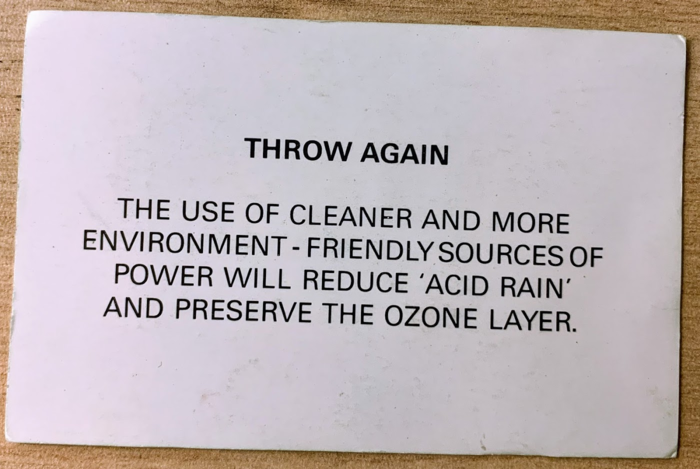 THROW AGAIN
THE USE OF CLEANER AND MORE
ENVIRONMENT - FRIENDLY SOURCES OF
POWER WILL REDUCE ‘ACID RAIN’
AND PRESERVE THE OZONE LAYER.